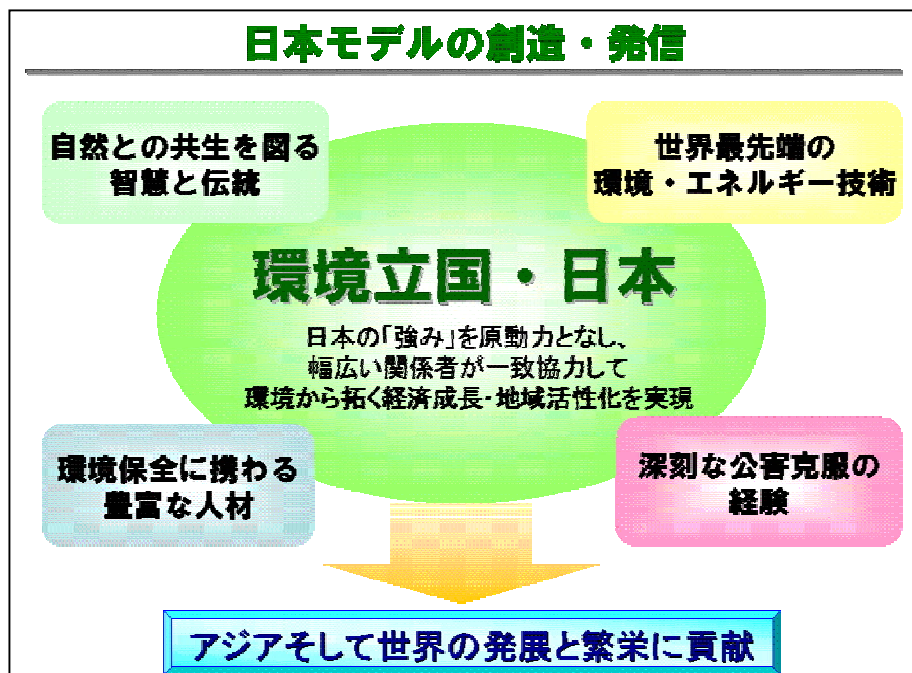 日本モデルの創造・発信
自然との共生を図る
智慧と伝統
世界最先端の
環境・エネルギー技術
環境立国・日本
日本の「強み」を原動力となし、
幅広い関係者が一致協力して
環境から拓く経済成長・地域活性化を実現
環境保全に携わる
豊富な人材
深刻な公害克服の
経験
アジアそして世界の発展と繁栄に貢献